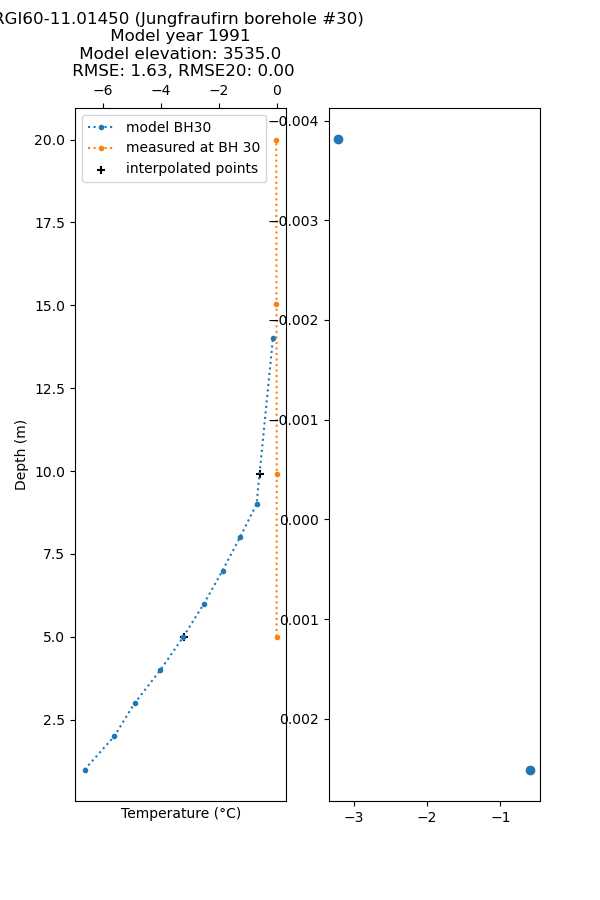 RGI60-11.01450 (Jungfraufirn borehole #30)
Model year 1991
Model elevation: 3535.0
RMSE: 1.63, RMSE20: 0.00
−6 −4 −2 0
model BH30
measured at BH 30
interpolated points
20.0
17.5
15.0
12.5
10.0
7.5
5.0
2.5
Depth (m)
Temperature (°C)
−0.004
−0.003
−0.002
−0.001
0.000
0.001
0.002
−3 −2 −1